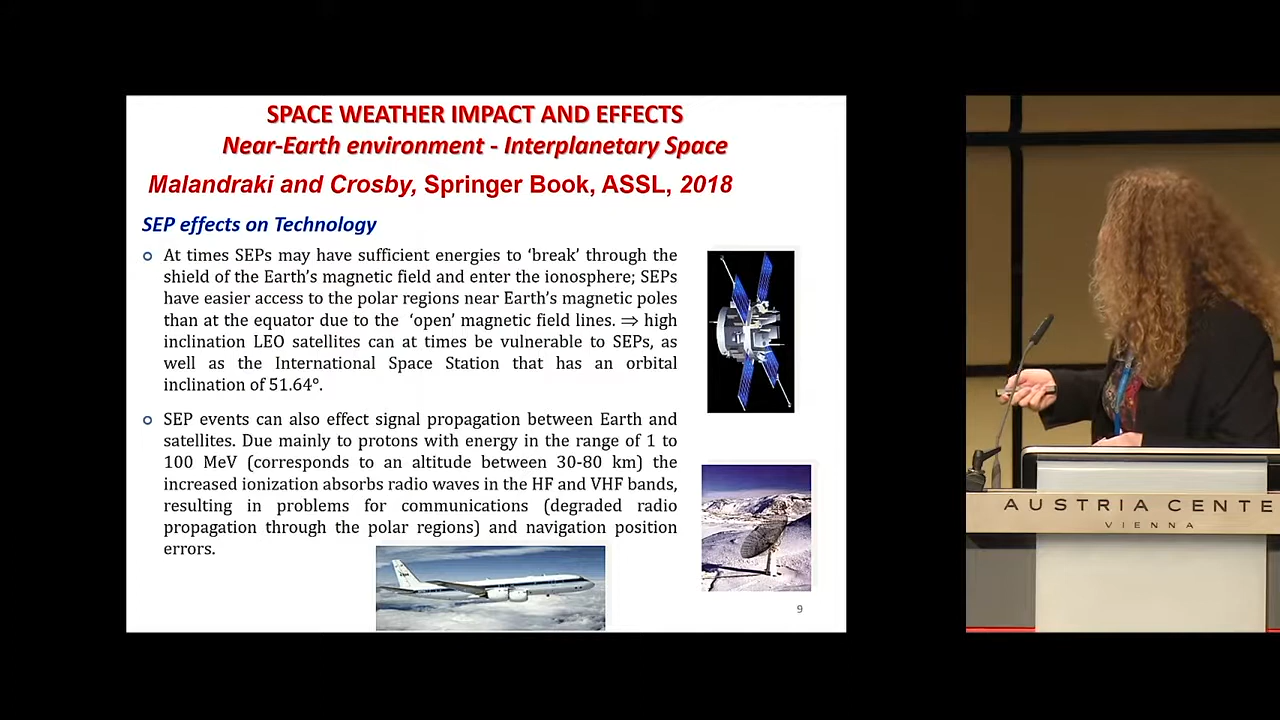 SPACE WEATHER IMPACT AND EFFECTS
Near-Earth environment - Interplanetary Space
Malandraki and Crosby, Springer Book, ASSL, 2018
SEP effects on Technology
At times SEPs may have sufficient energies to ‘break’ through the
shield of the Earth’s magnetic field and enter the ionosphere; SEPs
have easier access to the polar regions near Earth’s magnetic poles
than at the equator due to the ‘open’ magnetic field lines. ⇒ high
inclination LEO satellites can at times be vulnerable to SEPs, as
well as the International Space Station that has an orbital
inclination of 51.64°.
SEP events can also effect signal propagation between Earth and
satellites. Due mainly to protons with energy in the range of 1 to
100 MeV (corresponds to an altitude between 30-80 km) the
increased ionization absorbs radio waves in the HF and VHF bands,
resulting in problems for communications (degraded radio
propagation through the polar regions) and navigation position
errors.
9
AUSTRIA CENTE
VIENNA